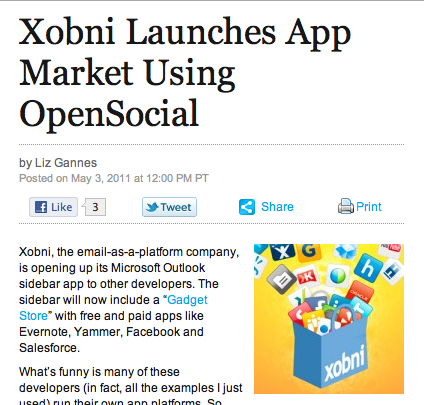 Xobni Launches App
Market Using
OpenSocial
by Liz Gannes
Posted on May 3, 2011 at 12:00 PM PT
Like 3 Tweet Share Print
Xobni, the email-as-a-platform company,
is opening up its Microsoft Outlook
sidebar app to other developers. The
sidebar will now include a “Gadget
Store” with free and paid apps like
Evernote, Yammer, Facebook and
Salesforce.
What’s funny is many of these
developers (in fact, all the examples I just
used) run their own app platforms. So
xobni